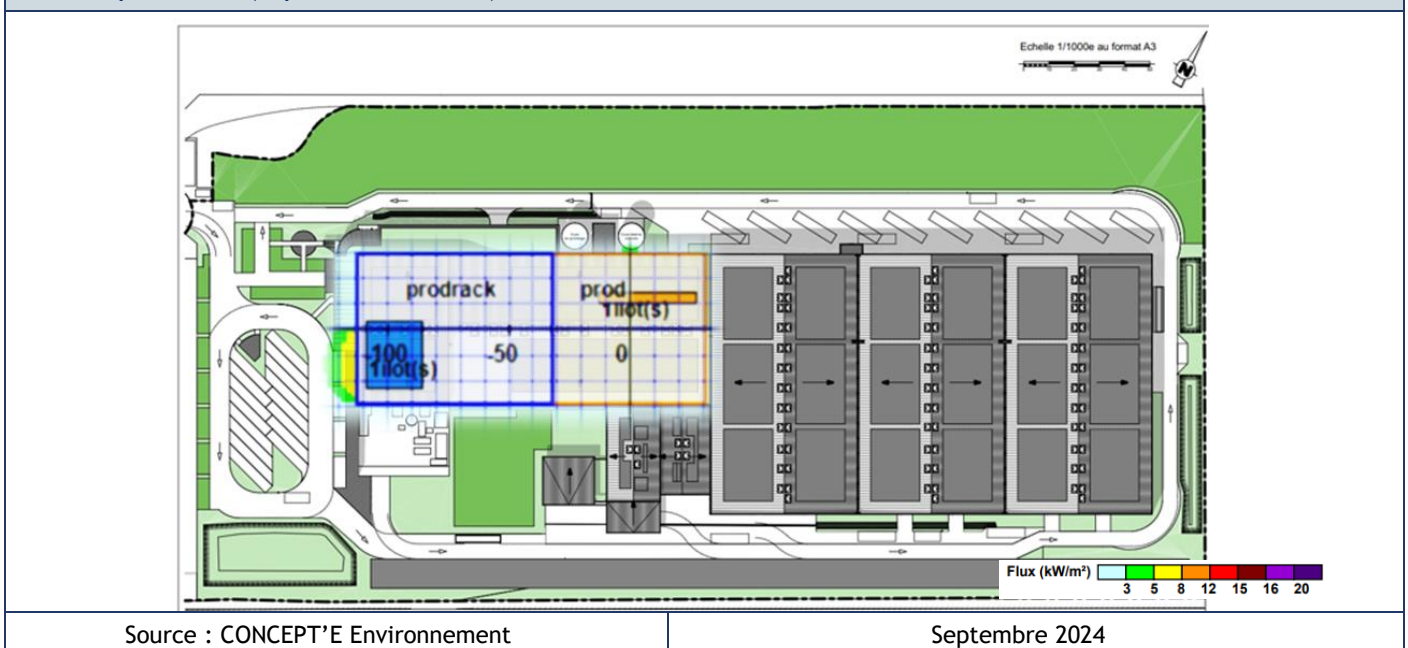 Echelle 1/1000e au format A3
N
prodrack
prod
1ilot(s)
-100
-50
0
1ilot(s)
Flux (kW/m²)
3 5 8 12 15 16 20
Source : CONCEPT'E Environnement
Septembre 2024